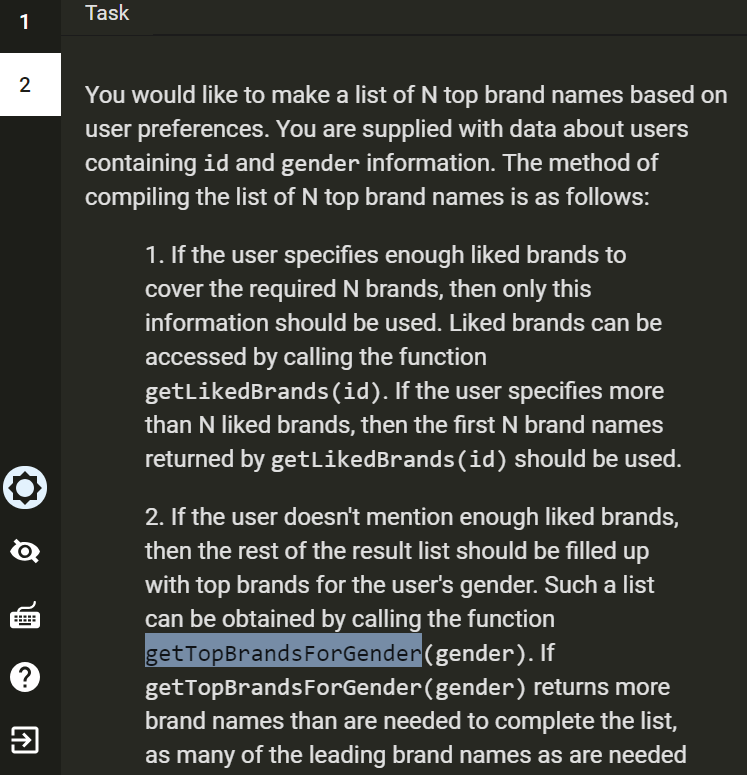 Task
1
2
You would like to make a list of N top brand names based on
user preferences. You are supplied with data about users
containing id and gender information. The method of
compiling the list of N top brand names is as follows:
1. If the user specifies enough liked brands to
cover the required N brands, then only this
information should be used. Liked brands can be
accessed by calling the function
getLikedBrands(id). If the user specifies more
than N liked brands, then the first N brand names
returned by getLikedBrands(id) should be used.
2. If the user doesn't mention enough liked brands,
then the rest of the result list should be filled up
with top brands for the user's gender. Such a list
can be obtained by calling the function
getTopBrandsForGender(gender). If
getTopBrandsForGender(gender) returns more
brand names than are needed to complete the list,
as many of the leading brand names as are needed